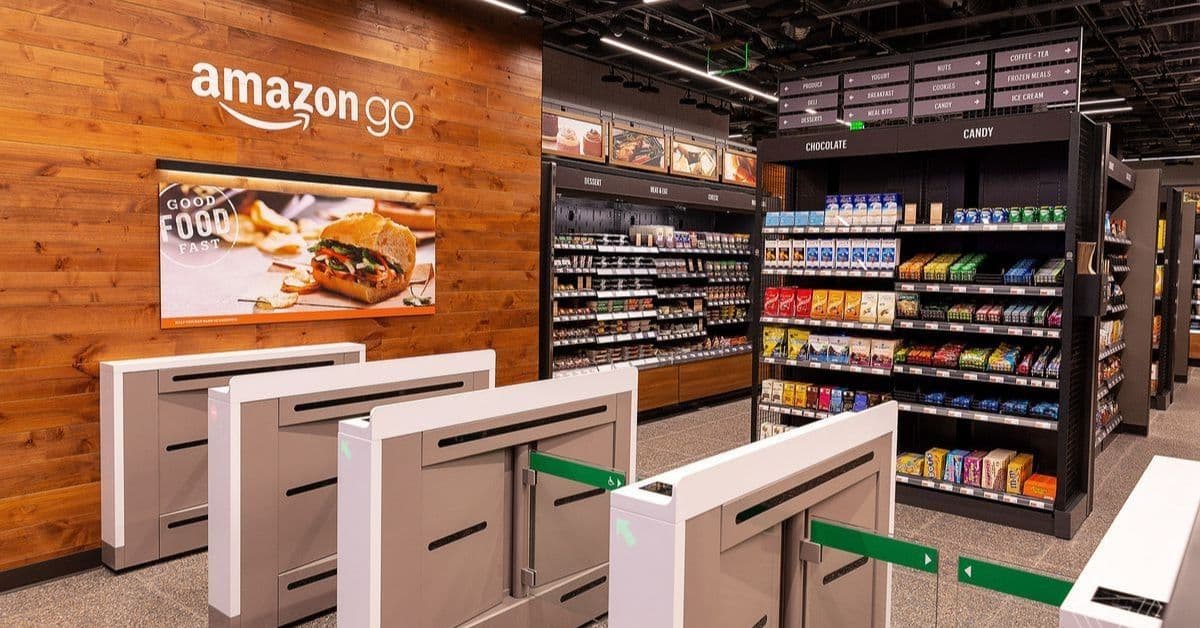 amazon go
GOOD
FOOD
FAST
DESSERT
CHOCOLATE
CANDY
PRODUCE
DELI
DESSERTS
YOGURT
BREAKFAST
MEAL KITS
NUTS
COOKIES
CANDY
COFFEE - TEA
FROZEN MEALS
ICE CREAM